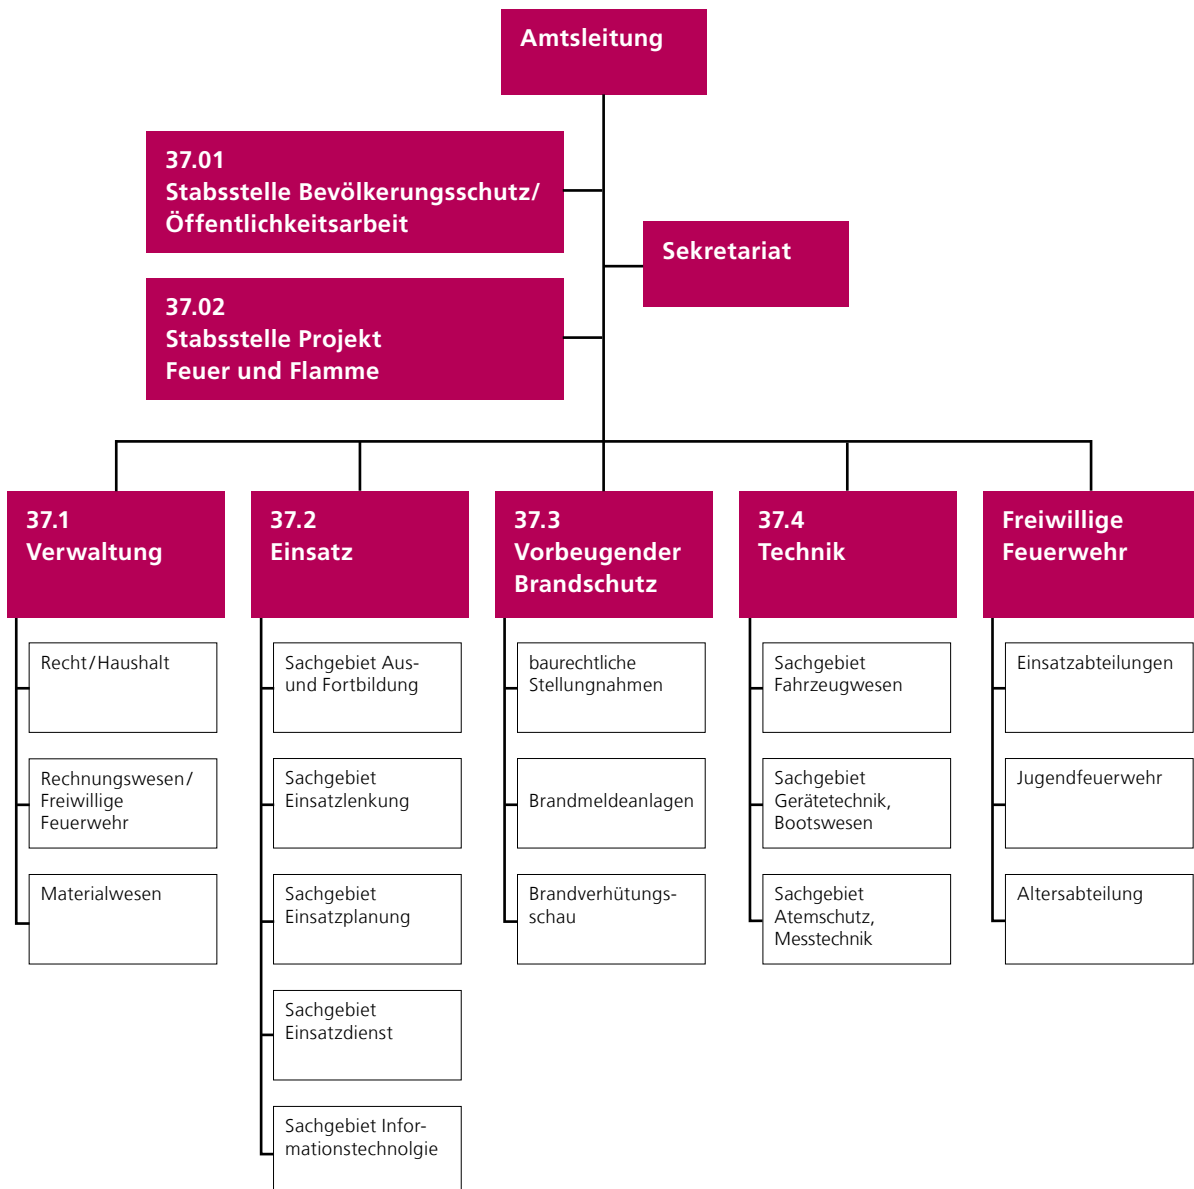 Amtsleitung
37.01
Stabsstelle Bevölkerungsschutz/
Öffentlichkeitsarbeit
Sekretariat
37.02
Stabsstelle Projekt
Feuer und Flamme
37.1
Verwaltung
Recht/Haushalt
Rechnungswesen/
Freiwillige
Feuerwehr
Materialwesen
37.2
Einsatz
Sachgebiet Aus-
und Fortbildung
Sachgebiet
Einsatzlenkung
Sachgebiet
Einsatzplanung
Sachgebiet
Einsatzdienst
Sachgebiet Infor-
mationstechnolgie
37.3
Vorbeugender
Brandschutz
baurechtliche
Stellungnahmen
Brandmeldeanlagen
Brandverhütungs-
schau
37.4
Technik
Sachgebiet
Fahrzeugwesen
Sachgebiet
Gerätetechnik,
Bootswesen
Sachgebiet
Atemschutz,
Messtechnik
Freiwillige
Feuerwehr
Einsatzabteilungen
Jugendfeuerwehr
Altersabteilung